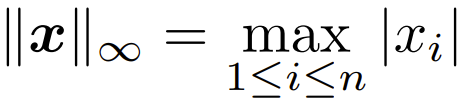 ‖𝒙‖∞ = max 1≤i≤n |xᵢ|